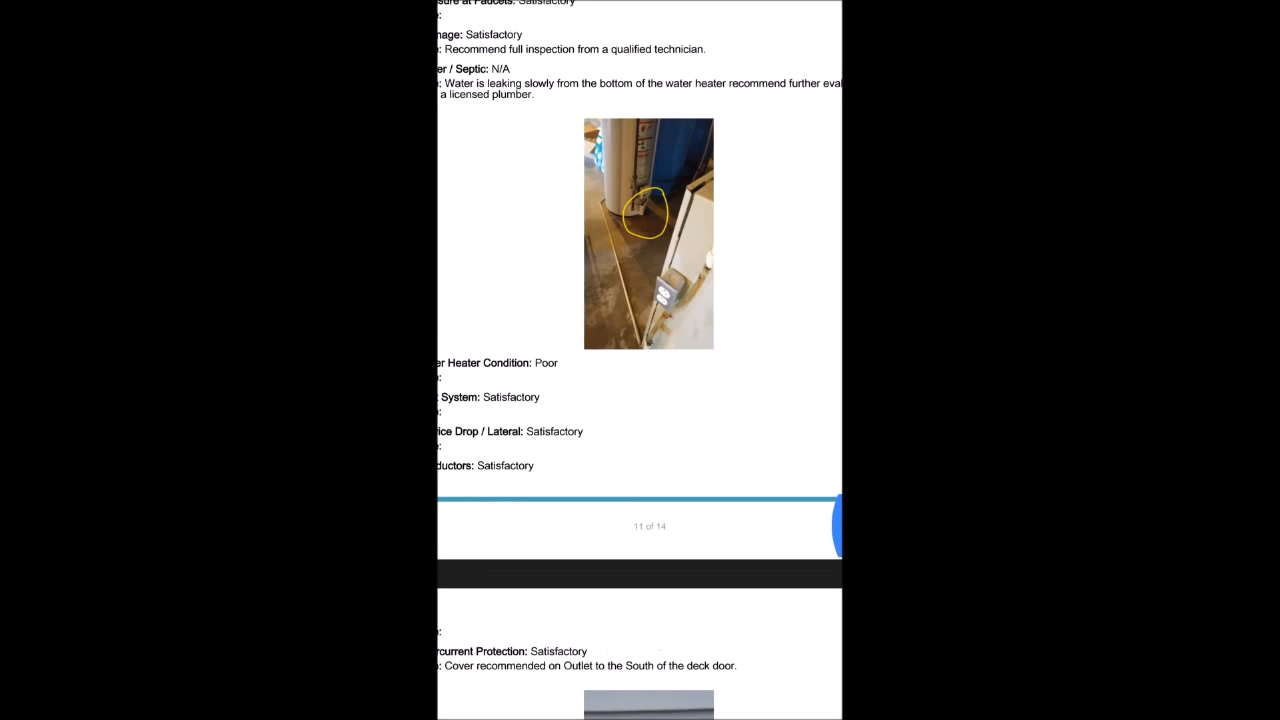 sure at Faucets: Satisfactory
e:
nage: Satisfactory
e: Recommend full inspection from a qualified technician.
er / Septic: N/A
e: Water is leaking slowly from the bottom of the water heater recommend further eval
a licensed plumber.
er Heater Condition: Poor
e:
t System: Satisfactory
e:
vice Drop / Lateral: Satisfactory
e:
ductors: Satisfactory
11 of 14
e:
rcurrent Protection: Satisfactory
e: Cover recommended on Outlet to the South of the deck door.